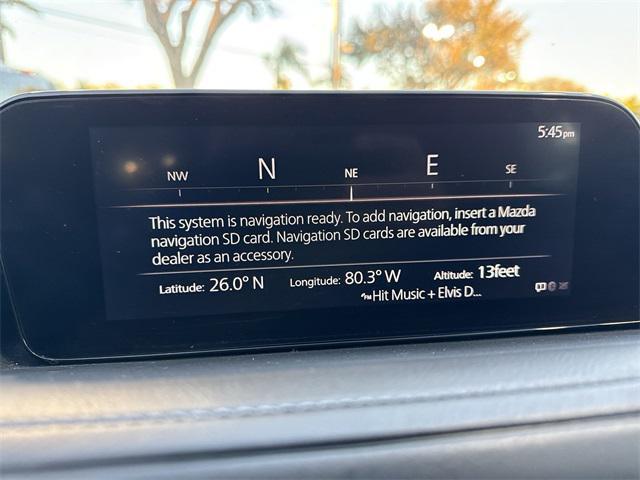 5:45pm
NW N NE E SE
This system is navigation ready. To add navigation, insert a Mazda
navigation SD card. Navigation SD cards are available from your
dealer as an accessory.
Latitude: 26.0° N Longitude: 80.3° W Altitude: 13feet
Hit Music + Elvis D...